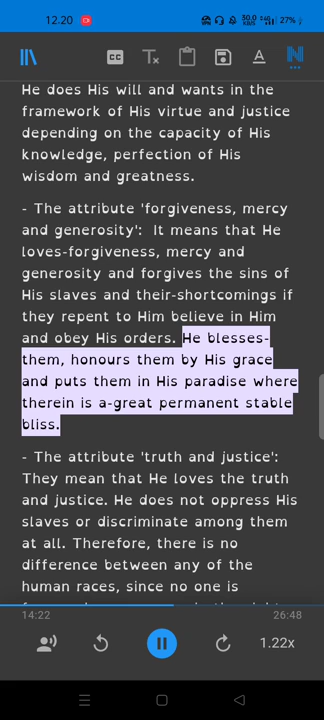 12.20
30.0 KB/S
27%
CC
He does His will and wants in the
framework of His virtue and justice
depending on the capacity of His
knowledge, perfection of His
wisdom and greatness.
- The attribute 'forgiveness, mercy
and generosity':  It means that He
loves-forgiveness, mercy and
generosity and forgives the sins of
His slaves and their-shortcomings if
they repent to Him believe in Him
and obey His orders. He blesses-
them, honours them by His grace
and puts them in His paradise where
therein is a-great permanent stable
bliss.
- The attribute 'truth and justice':
They mean that He loves the truth
and justice. He does not oppress His
slaves or discriminate among them
at all. Therefore, there is no
difference between any of the
human races, since no one is
14:22
26:48
1.22x